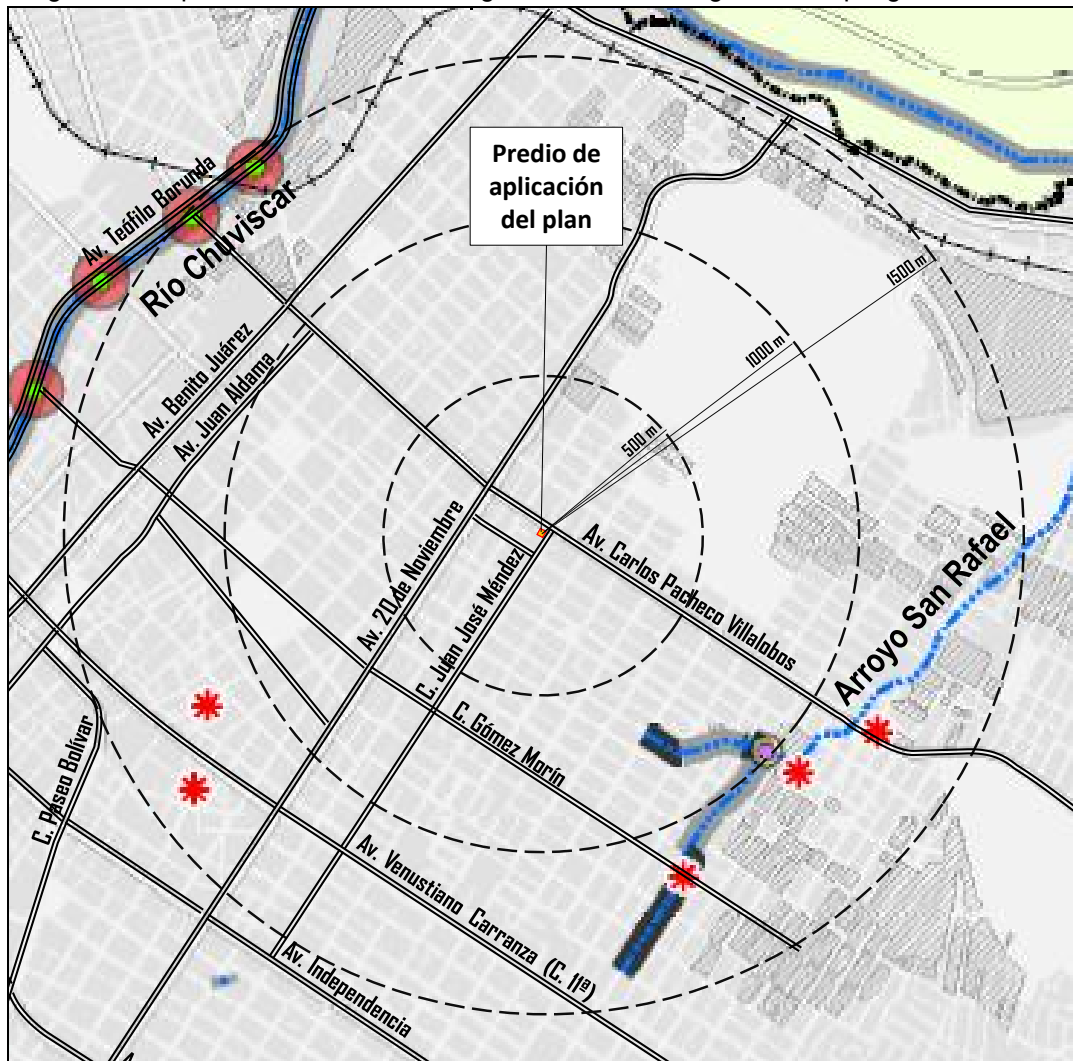 Predio de
aplicación
del plan
Av. Teófilo Borunda
Río Chuviscar
1500 m
1000 m
500 m
Av. Benito Juárez
Av. Juan Aldama
Av. 20 de Noviembre
C. Juan José Méndez
Av. Carlos Pacheco Villalobos
Arroyo San Rafael
C. Gómez Morín
C. Paseo Bolívar
Av. Venustiano Carranza (C. 11ª)
Av. Independencia